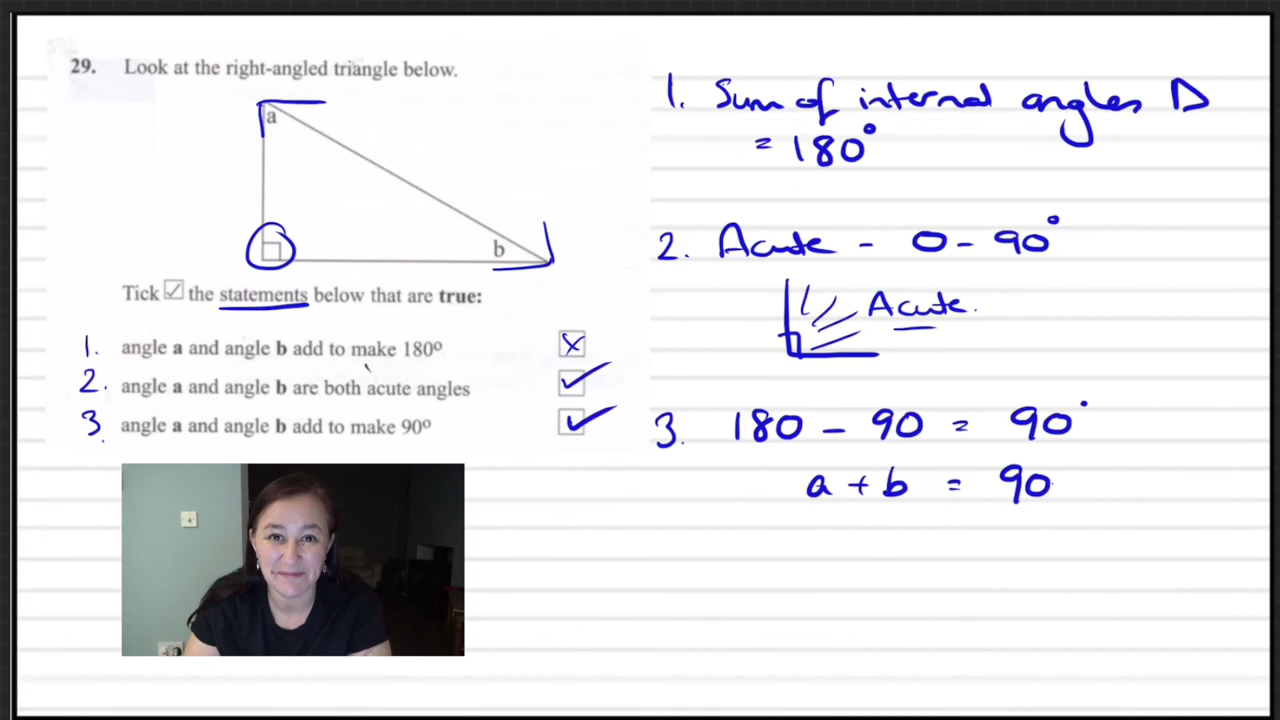 29. Look at the right-angled triangle below.
a
b
Tick ☑ the statements below that are true:
1. angle a and angle b add to make 180º
2. angle a and angle b are both acute angles
3. angle a and angle b add to make 90º
1. Sum of internal angles △
= 180°
2. Acute - 0 - 90°
Acute.
3. 180 - 90 = 90°
a + b = 90